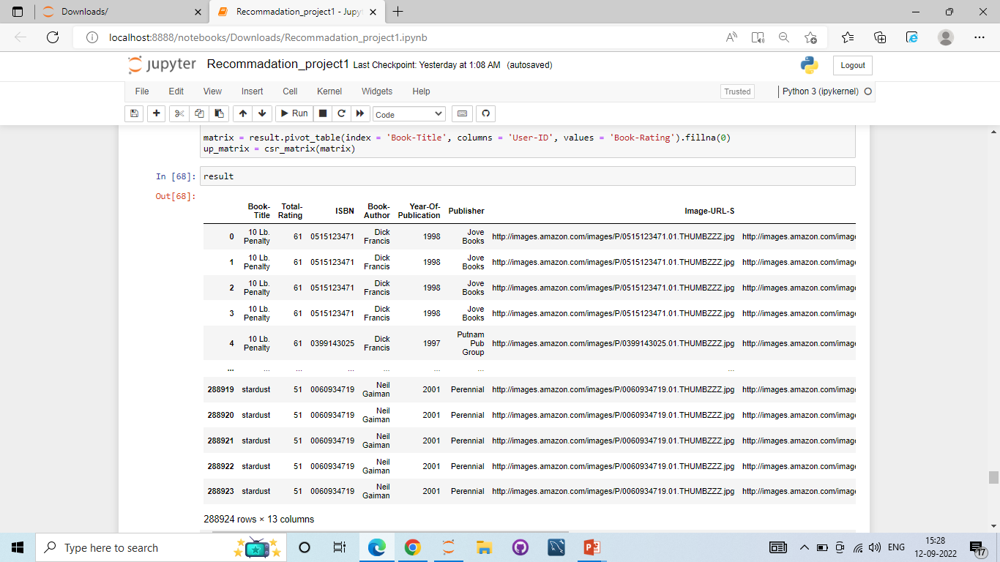 Downloads/
Recommadation_project1 - Jupyt
localhost:8888/notebooks/Downloads/Recommadation_project1.ipynb
jupyter Recommadation_project1 Last Checkpoint: Yesterday at 1:08 AM (autosaved)
Logout
File Edit View Insert Cell Kernel Widgets Help
Trusted Python 3 (ipykernel)
Run Code
matrix = result.pivot_table(index = 'Book-Title', columns = 'User-ID', values = 'Book-Rating').fillna(0)
up_matrix = csr_matrix(matrix)
In [68]: result
Out[68]:
Book-Title Total-Rating ISBN Book-Author Year-Of-Publication Publisher Image-URL-S
0 10 Lb. Penalty 61 0515123471 Dick Francis 1998 Jove Books http://images.amazon.com/images/P/0515123471.01.THUMBZZZ.jpg http://images.amazon.com/image
1 10 Lb. Penalty 61 0515123471 Dick Francis 1998 Jove Books http://images.amazon.com/images/P/0515123471.01.THUMBZZZ.jpg http://images.amazon.com/image
2 10 Lb. Penalty 61 0515123471 Dick Francis 1998 Jove Books http://images.amazon.com/images/P/0515123471.01.THUMBZZZ.jpg http://images.amazon.com/image
3 10 Lb. Penalty 61 0515123471 Dick Francis 1998 Jove Books http://images.amazon.com/images/P/0515123471.01.THUMBZZZ.jpg http://images.amazon.com/image
4 10 Lb. Penalty 61 0399143025 Dick Francis 1997 Putnam Pub Group http://images.amazon.com/images/P/0399143025.01.THUMBZZZ.jpg http://images.amazon.com/image
... ... ... ... ... ... ... ...
288919 stardust 51 0060934719 Neil Gaiman 2001 Perennial http://images.amazon.com/images/P/0060934719.01.THUMBZZZ.jpg http://images.amazon.com/image
288920 stardust 51 0060934719 Neil Gaiman 2001 Perennial http://images.amazon.com/images/P/0060934719.01.THUMBZZZ.jpg http://images.amazon.com/image
288921 stardust 51 0060934719 Neil Gaiman 2001 Perennial http://images.amazon.com/images/P/0060934719.01.THUMBZZZ.jpg http://images.amazon.com/image
288922 stardust 51 0060934719 Neil Gaiman 2001 Perennial http://images.amazon.com/images/P/0060934719.01.THUMBZZZ.jpg http://images.amazon.com/image
288923 stardust 51 0060934719 Neil Gaiman 2001 Perennial http://images.amazon.com/images/P/0060934719.01.THUMBZZZ.jpg http://images.amazon.com/image
288924 rows × 13 columns
Type here to search
ENG
15:28
12-09-2022
17